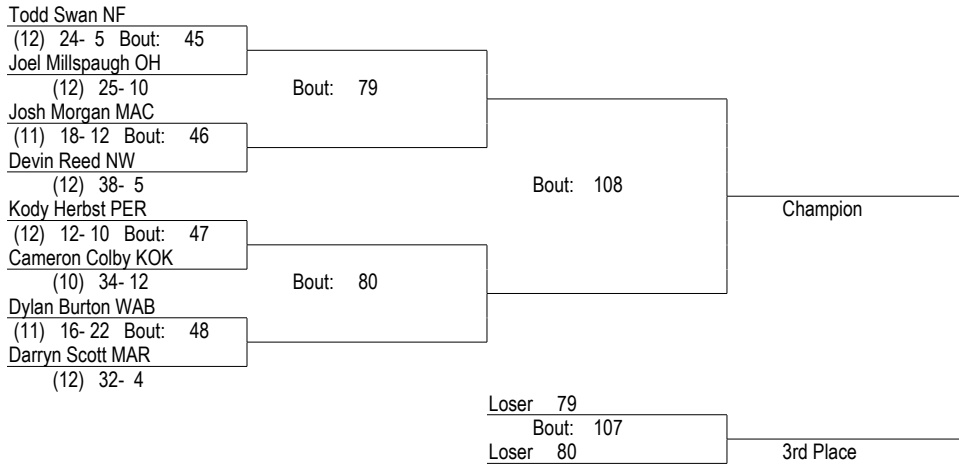 Todd Swan NF
(12) 24- 5 Bout: 45
Joel Millspaugh OH
(12) 25- 10
Bout: 79
Josh Morgan MAC
(11) 18- 12 Bout: 46
Devin Reed NW
(12) 38- 5
Bout: 108
Kody Herbst PER
Champion
(12) 12- 10 Bout: 47
Cameron Colby KOK
(10) 34- 12
Bout: 80
Dylan Burton WAB
(11) 16- 22 Bout: 48
Darryn Scott MAR
(12) 32- 4
Loser 79
Bout: 107
Loser 80
3rd Place